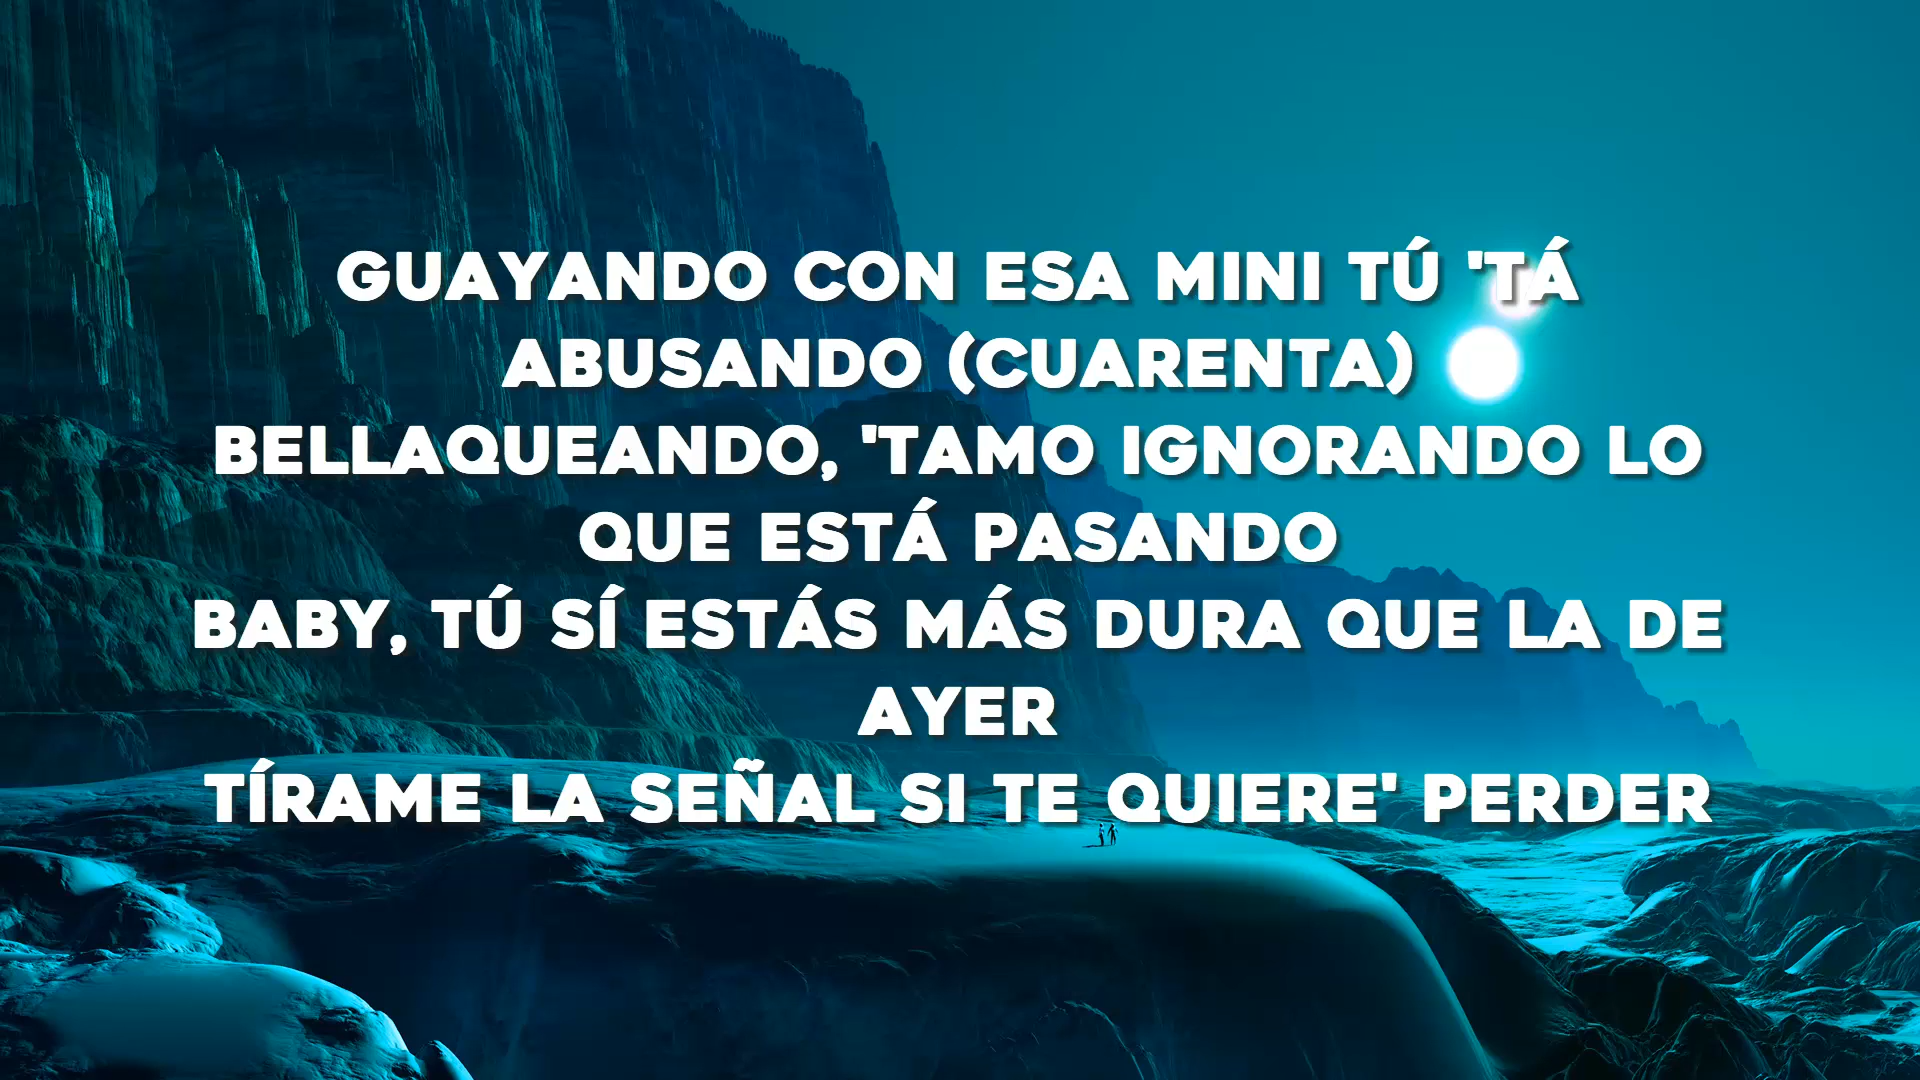 GUAYANDO CON ESA MINI TÚ 'TÁ
ABUSANDO (CUARENTA)
BELLAQUEANDO, 'TAMO IGNORANDO LO
QUE ESTÁ PASANDO
BABY, TÚ SÍ ESTÁS MÁS DURA QUE LA DE
AYER
TÍRAME LA SEÑAL SI TE QUIERE' PERDER